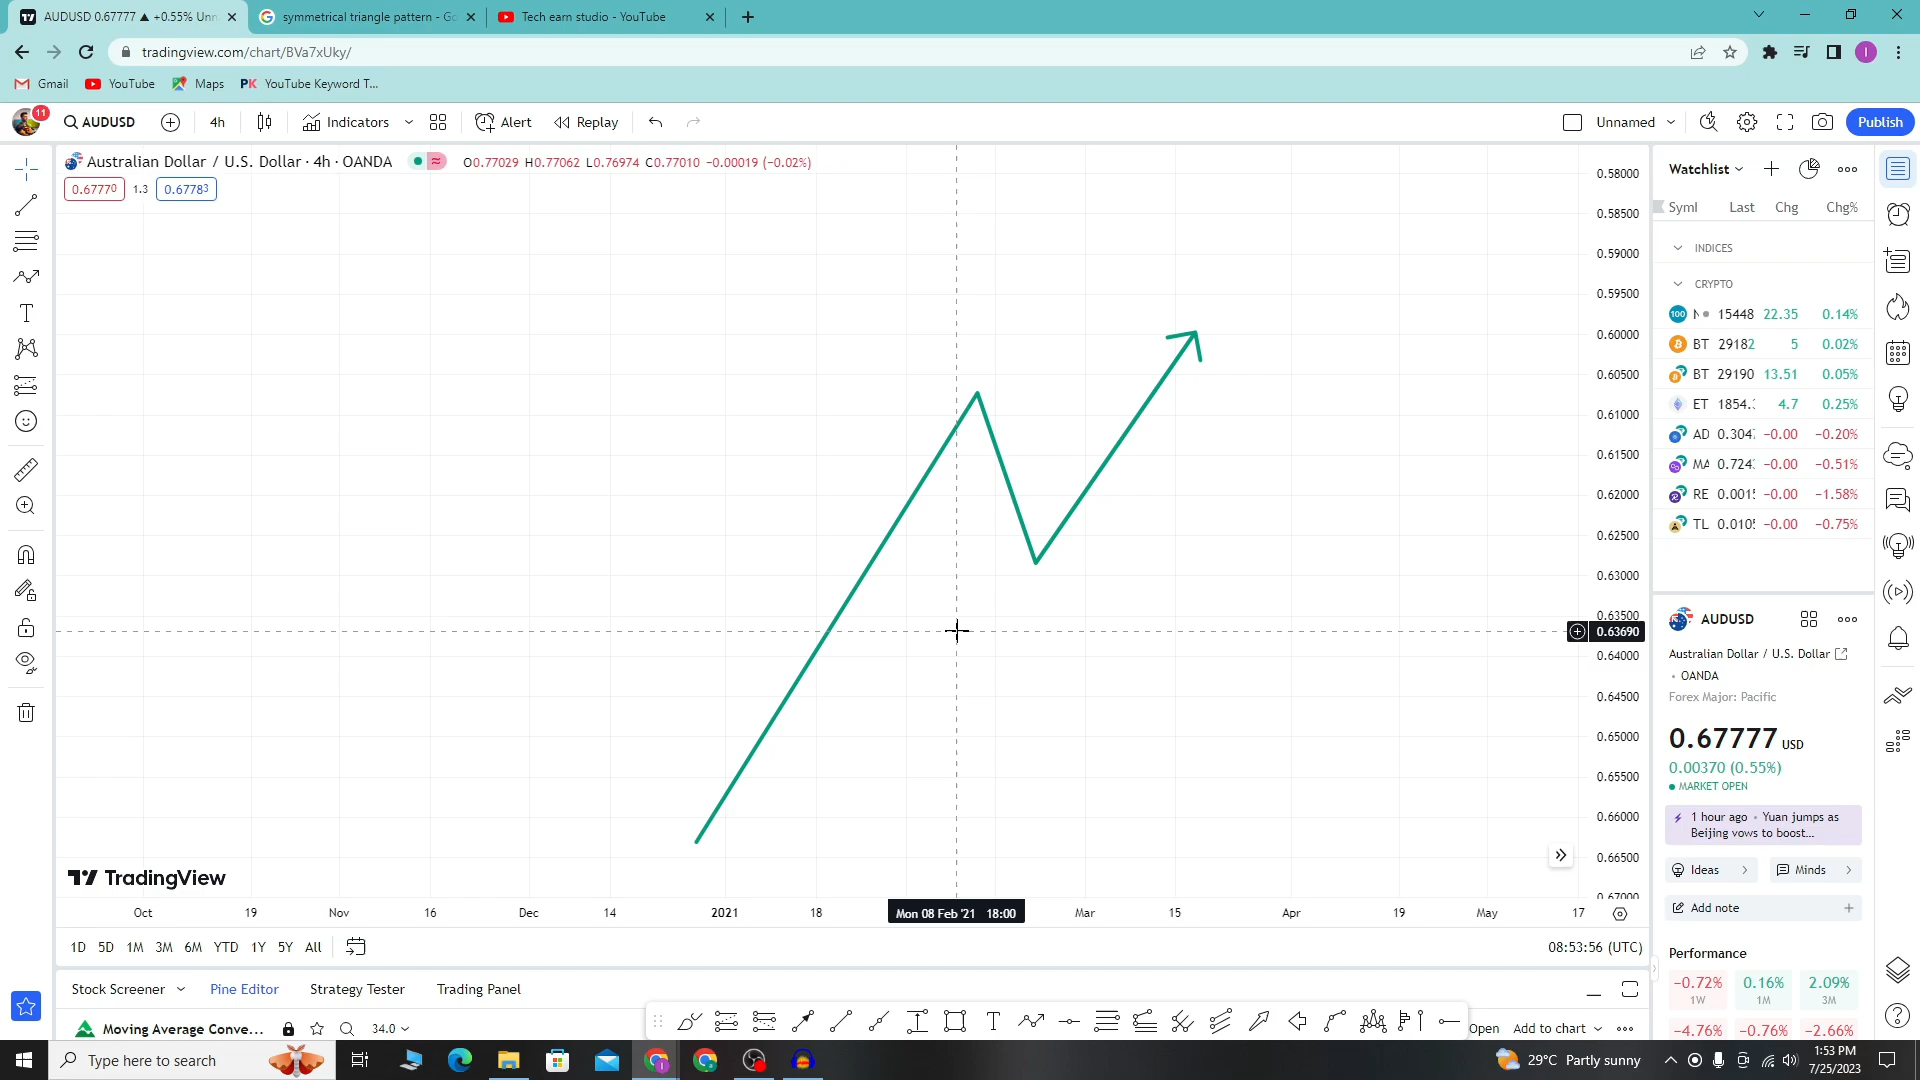 AUDUSD 0.67777 ▲ +0.55% Unn
symmetrical triangle pattern - Go
Tech earn studio - YouTube
tradingview.com/chart/BVa7xUky/
I
Gmail
YouTube
Maps
PK YouTube Keyword T...
11
AUDUSD
4h
Indicators
Alert
Replay
Unnamed
Publish
Australian Dollar / U.S. Dollar · 4h · OANDA
O0.77029 H0.77062 L0.76974 C0.77010 −0.00019 (−0.02%)
0.67770
1.3
0.67783
0.58000
0.58500
0.59000
0.59500
0.60000
0.60500
0.61000
0.61500
0.62000
0.62500
0.63000
0.63500
0.63690
0.64000
0.64500
0.65000
0.65500
0.66000
0.66500
0.67000
TradingView
Oct 19 Nov 16 Dec 14 2021 18 Mon 08 Feb '21 18:00 Mar 15 Apr 19 May 17
1D 5D 1M 3M 6M YTD 1Y 5Y All
08:53:56 (UTC)
Stock Screener Pine Editor Strategy Tester Trading Panel
Moving Average Conve...
34.0
Open
Add to chart
Watchlist
Syml Last Chg Chg%
INDICES
CRYPTO
100 15448 22.35 0.14%
BT 29182 5 0.02%
BT 29190 13.51 0.05%
ET 1854. 4.7 0.25%
AD 0.304 −0.00 −0.20%
MA 0.724 −0.00 −0.51%
RE 0.001 −0.00 −1.58%
TL 0.010 −0.00 −0.75%
AUDUSD
Australian Dollar / U.S. Dollar
• OANDA
Forex Major: Pacific
0.67777 USD
0.00370 (0.55%)
MARKET OPEN
1 hour ago • Yuan jumps as
Beijing vows to boost...
Ideas
Minds
Add note
Performance
−0.72% 0.16% 2.09%
1W 1M 3M
−4.76% −0.76% −2.66%
Type here to search
29°C Partly sunny
1:53 PM
7/25/2023